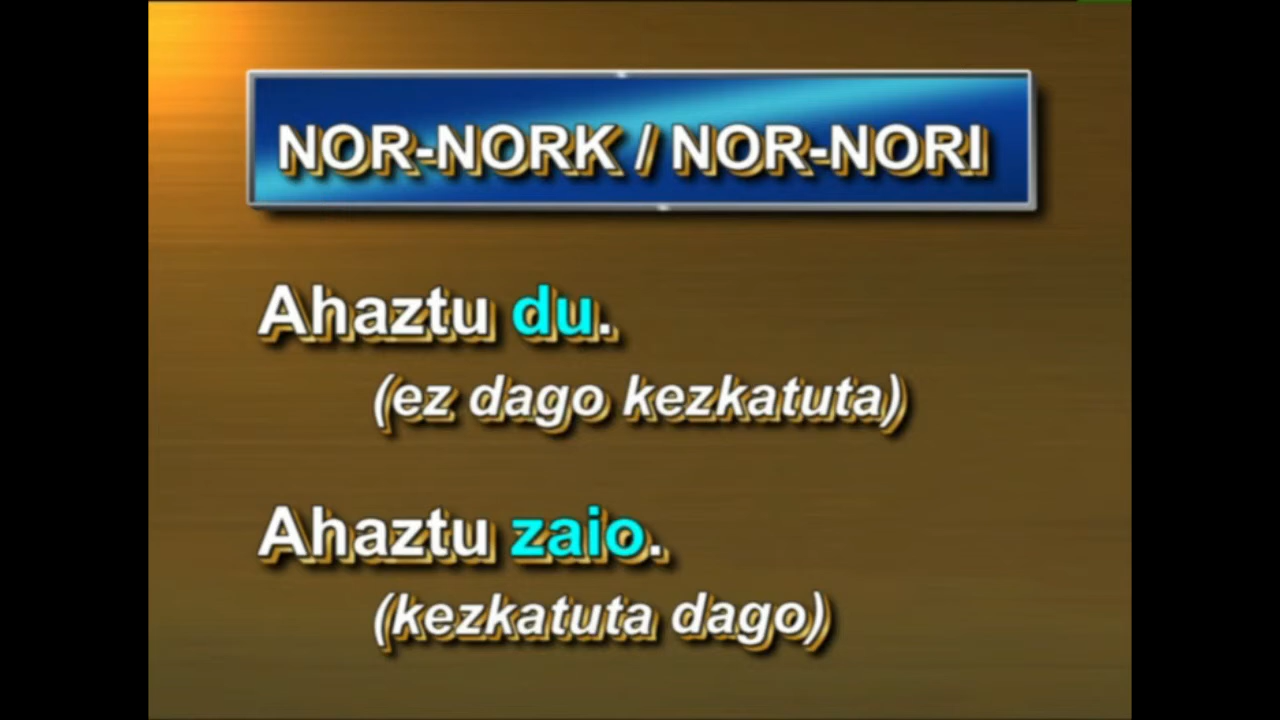 NOR-NORK / NOR-NORI
Ahaztu du.
(ez dago kezkatuta)
Ahaztu zaio.
(kezkatuta dago)